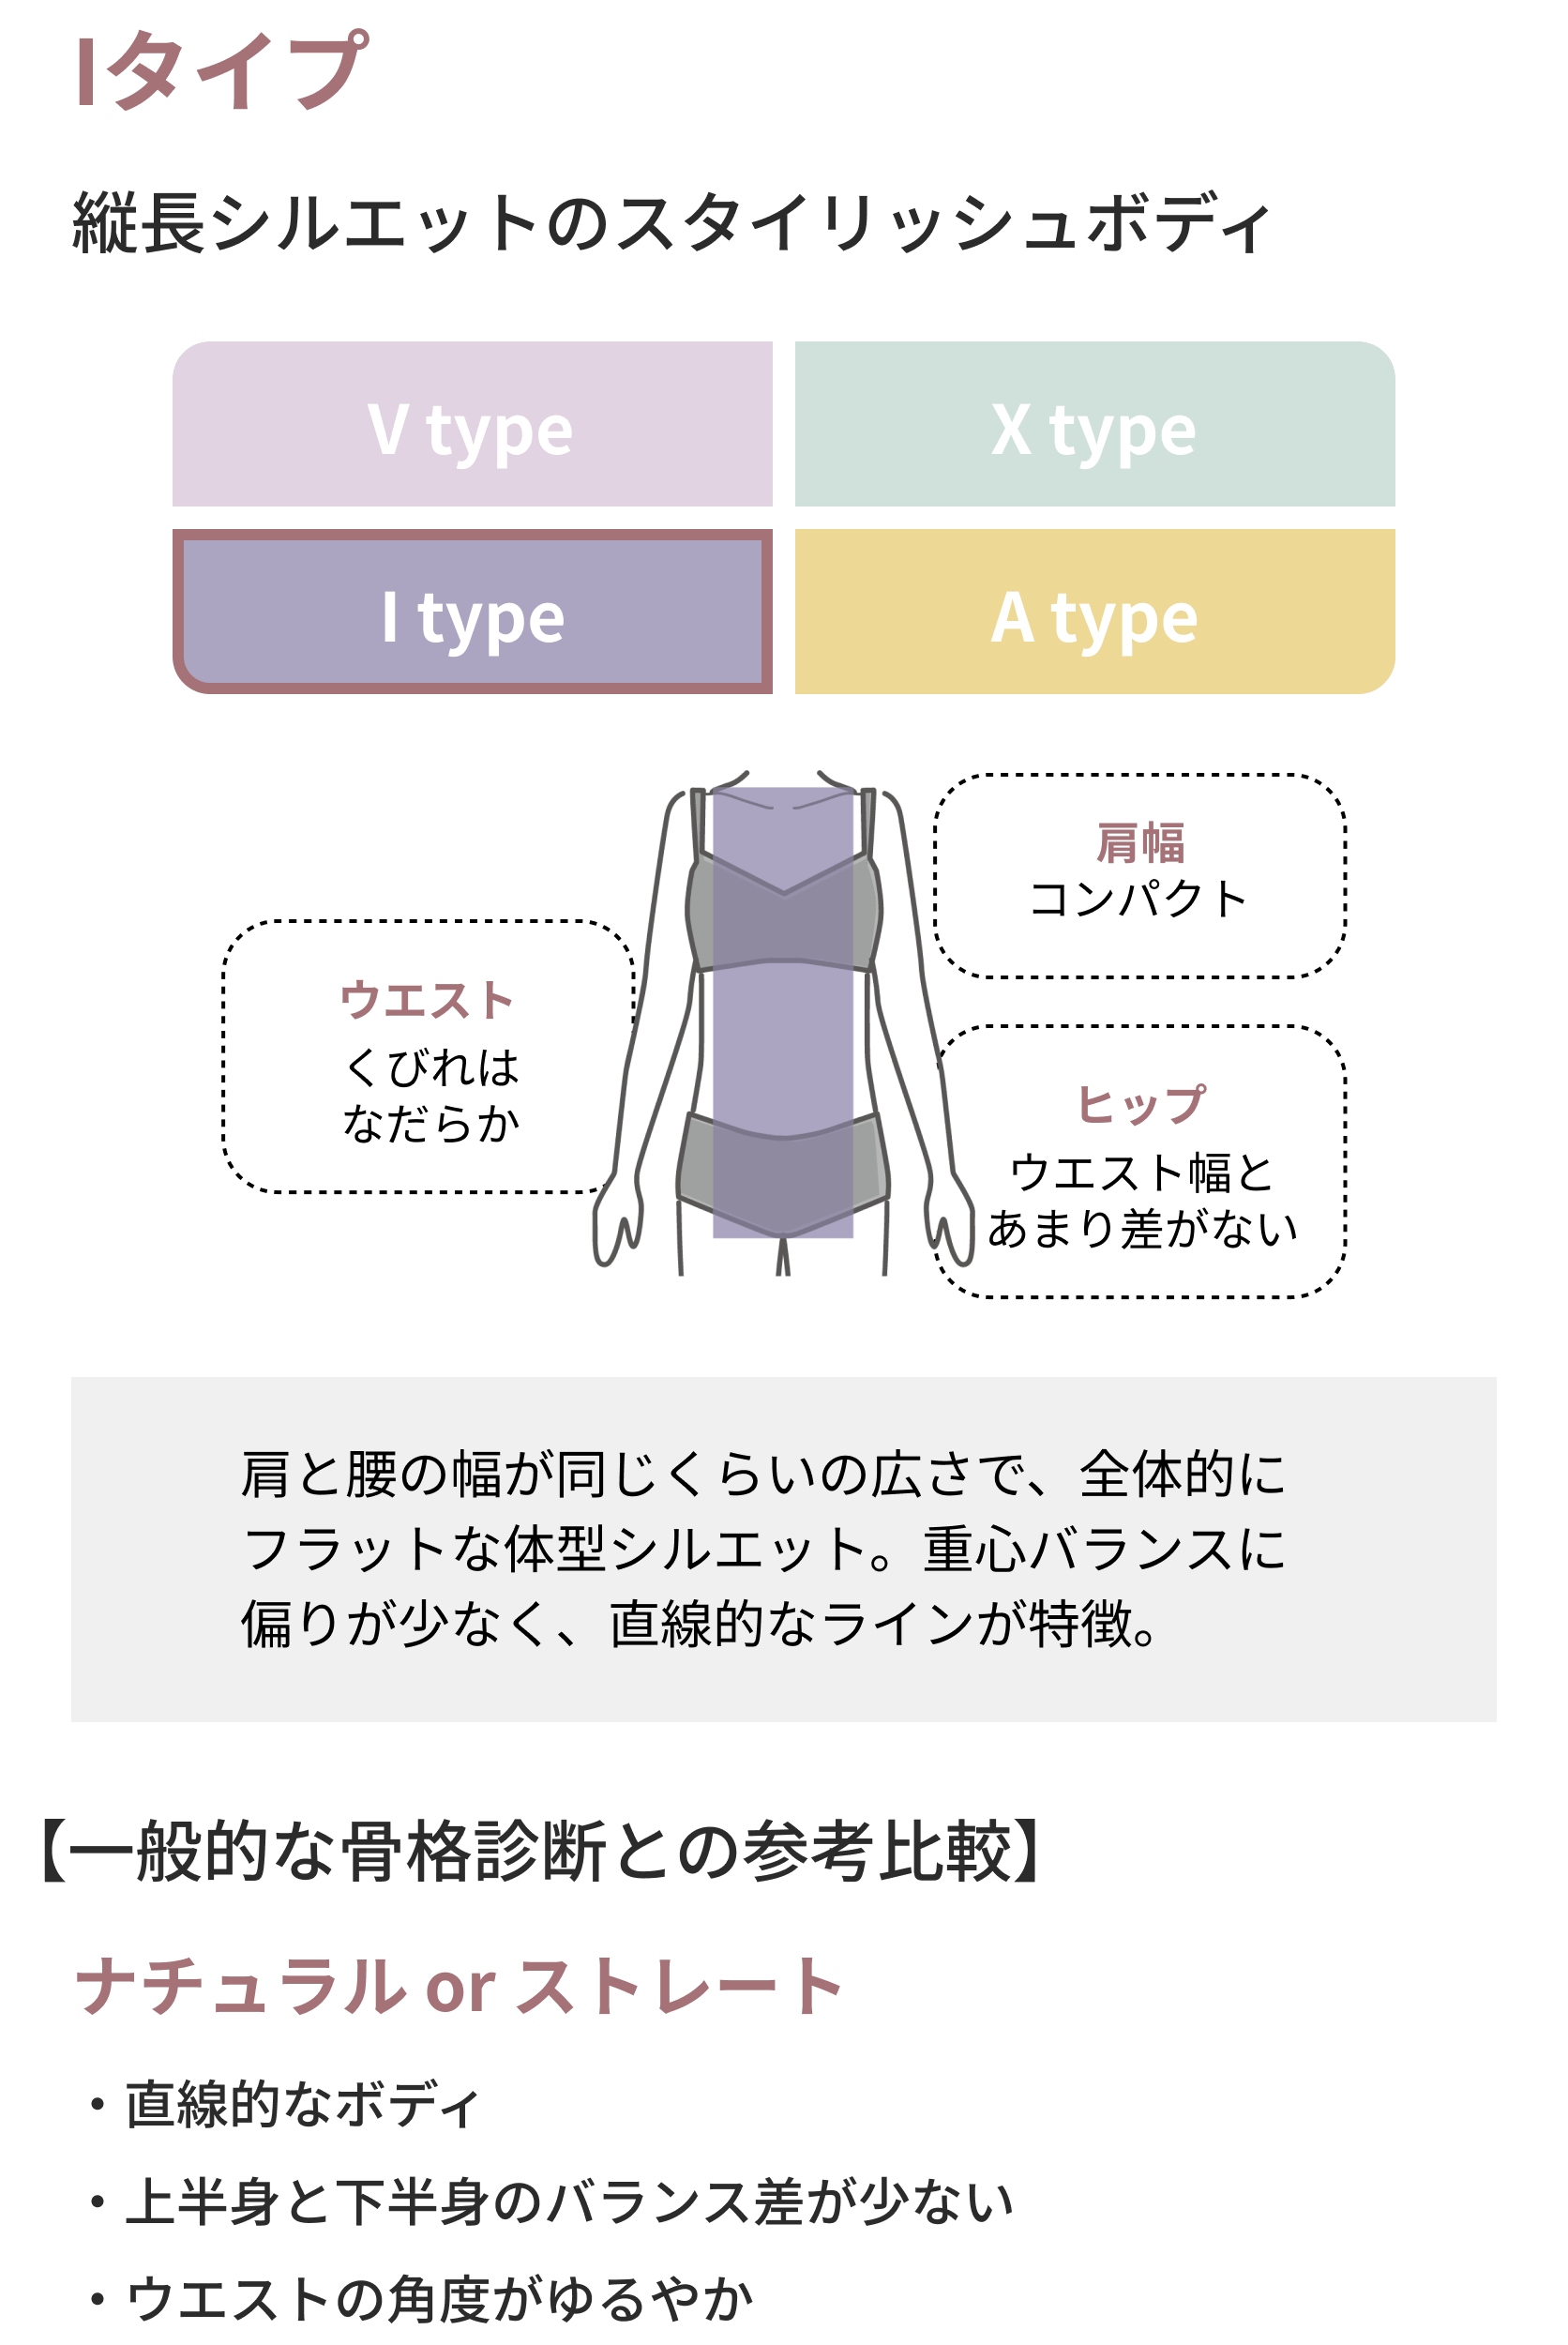 Iタイプ
縦長シルエットのスタイリッシュボディ
V type
X type
I type
A type
肩幅
コンパクト
ウエスト
くびれは
なだらか
ヒップ
ウエスト幅と
あまり差がない
肩と腰の幅が同じくらいの広さで、全体的に
フラットな体型シルエット。重心バランスに
偏りが少なく、直線的なラインが特徴。
【一般的な骨格診断との参考比較】
ナチュラル or ストレート
・直線的なボディ
・上半身と下半身のバランス差が少ない
・ウエストの角度がゆるやか